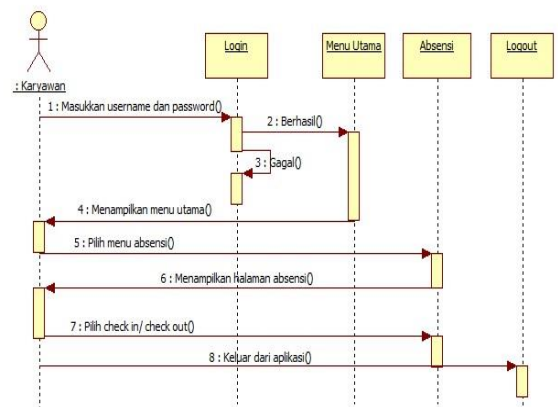 Login
Menu Utama
Absensi
Logout
: Karyawan
1 : Masukkan username dan password()
2 : Berhasil()
3 : Gagal()
4 : Menampilkan menu utama()
5 : Pilih menu absensi()
6 : Menampilkan halaman absensi()
7 : Pilih check in/ check out()
8 : Keluar dari aplikasi()